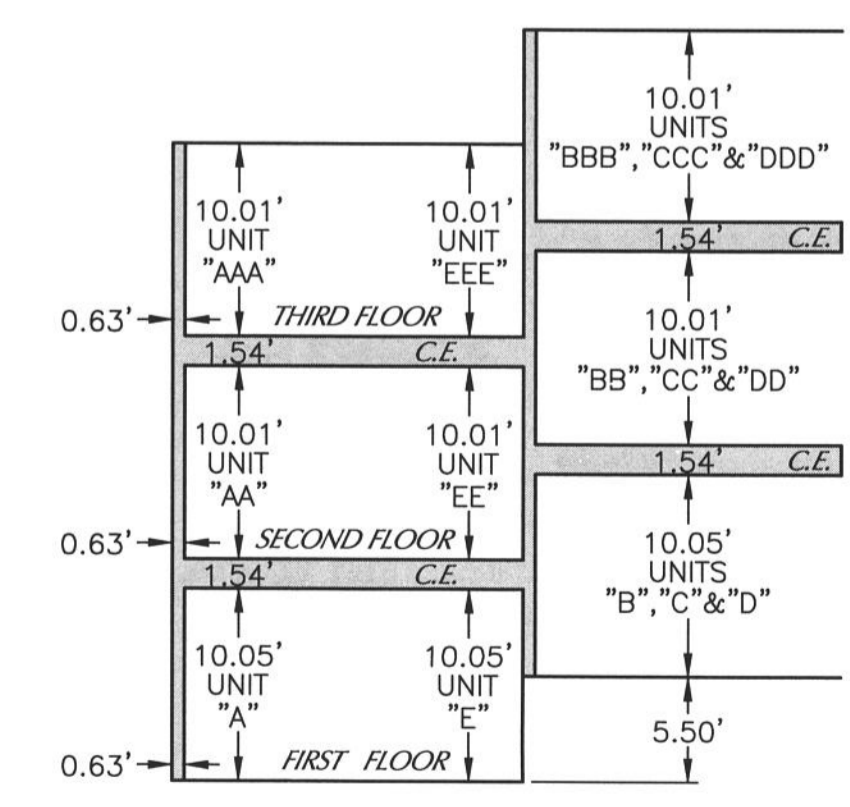 10.01'
UNITS
"BBB","CCC"&"DDD"
1.54' C.E.
10.01'
UNIT
"AAA"
10.01'
UNIT
"EEE"
0.63'
THIRD FLOOR
1.54' C.E.
10.01'
UNITS
"BB","CC"&"DD"
1.54' C.E.
10.01'
UNIT
"AA"
10.01'
UNIT
"EE"
0.63'
SECOND FLOOR
1.54' C.E.
10.05'
UNITS
"B","C"&"D"
10.05'
UNIT
"A"
10.05'
UNIT
"E"
0.63'
FIRST FLOOR
5.50'